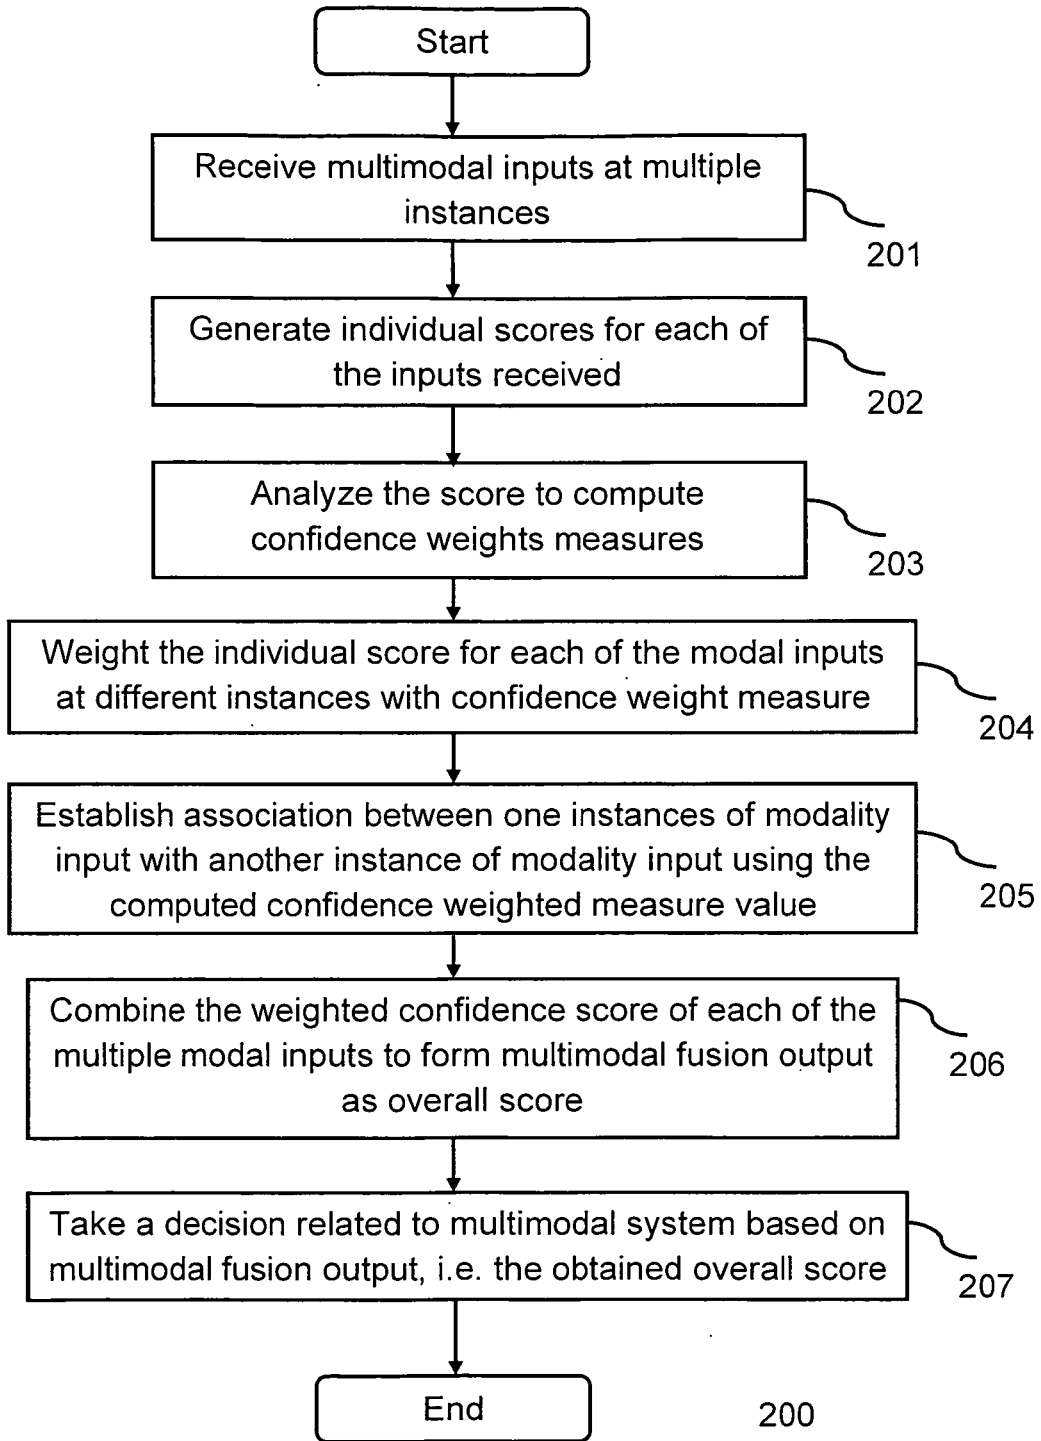 Start
Receive multimodal inputs at multiple
instances
201
Generate individual scores for each of
the inputs received
202
Analyze the score to compute
confidence weights measures
203
Weight the individual score for each of the modal inputs
at different instances with confidence weight measure
204
Establish association between one instances of modality
input with another instance of modality input using the
computed confidence weighted measure value
205
Combine the weighted confidence score of each of the
multiple modal inputs to form multimodal fusion output
as overall score
206
Take a decision related to multimodal system based on
multimodal fusion output, i.e. the obtained overall score
207
End
200